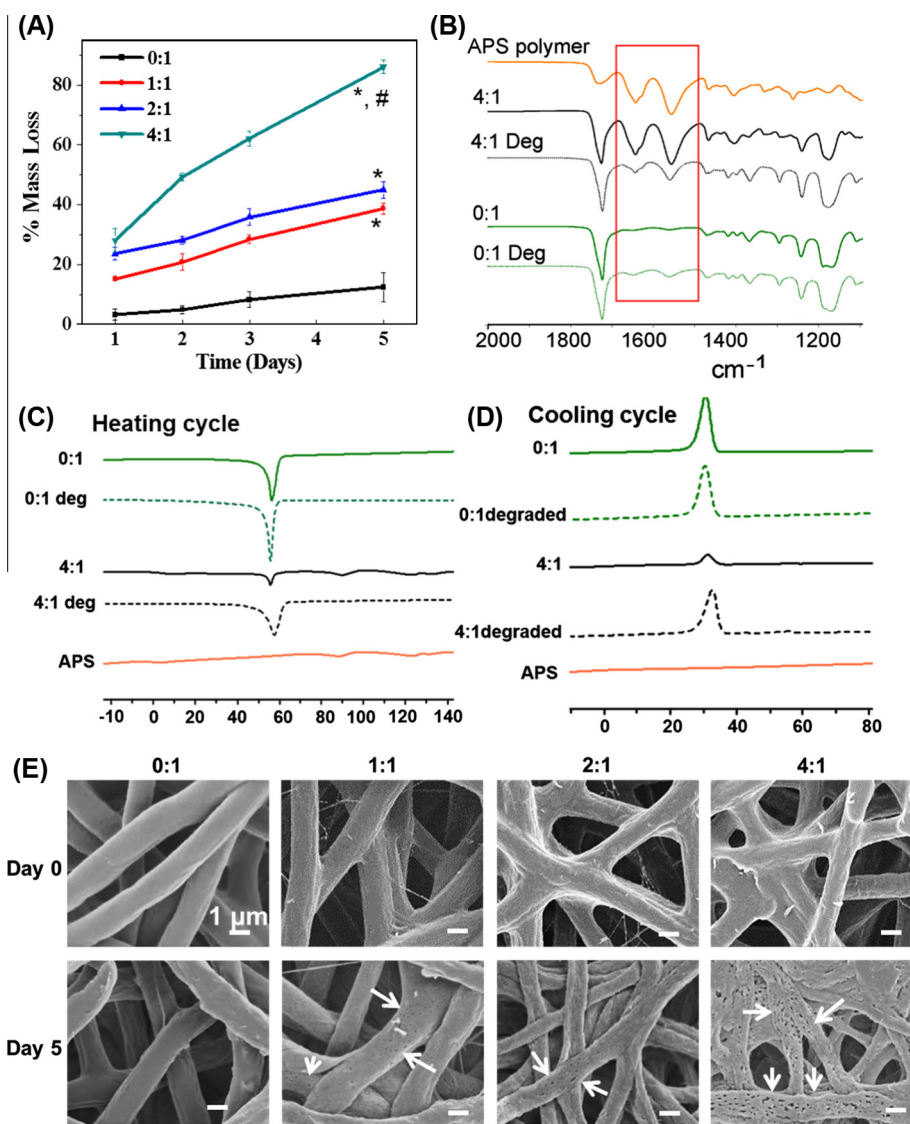 (A)
0:1
1:1
2:1
4:1
*, #
*
*
% Mass Loss
80
60
40
20
0
1 2 3 4 5
Time (Days)
(B)
APS polymer
4:1
4:1 Deg
0:1
0:1 Deg
2000 1800 1600 1400 1200
cm⁻¹
(C) Heating cycle
0:1
0:1 deg
4:1
4:1 deg
APS
-10 0 20 40 60 80 100 120 140
(D) Cooling cycle
0:1
0:1degraded
4:1
4:1degraded
APS
0 20 40 60 80
(E)
0:1 1:1 2:1 4:1
Day 0
1 μm
Day 5